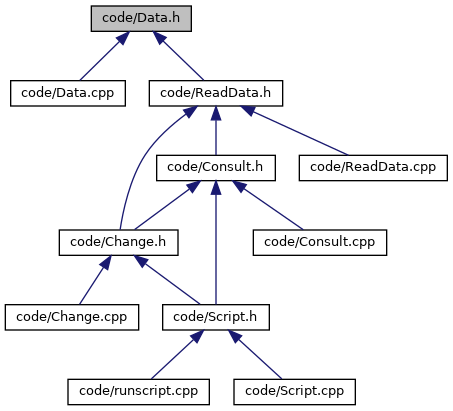 code/Data.h
code/Data.cpp
code/ReadData.h
code/Consult.h
code/ReadData.cpp
code/Change.h
code/Consult.cpp
code/Change.cpp
code/Script.h
code/runscript.cpp
code/Script.cpp